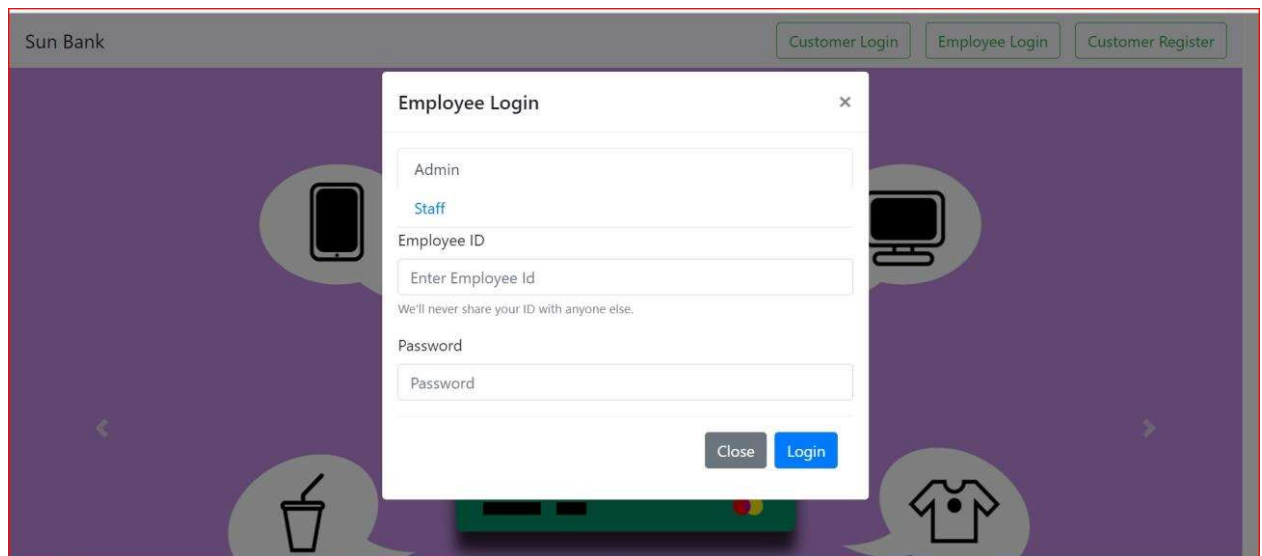 Sun Bank
Customer Login
Employee Login
Customer Register
Employee Login
×
Admin
Staff
Employee ID
Enter Employee Id
We'll never share your ID with anyone else.
Password
Password
Close
Login